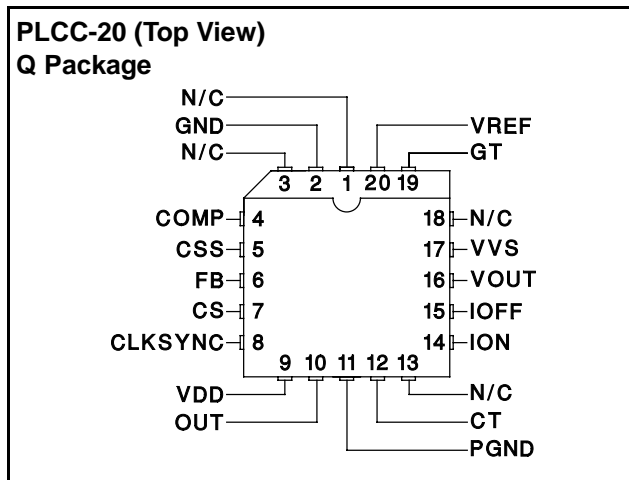 PLCC-20 (Top View)
Q Package
N/C
GND
N/C
VREF
GT
3 2 1 20 19
COMP 4
CSS 5
FB 6
CS 7
CLKSYNC 8
18 N/C
17 VVS
16 VOUT
15 IOFF
14 ION
9 10 11 12 13
VDD
OUT
N/C
CT
PGND